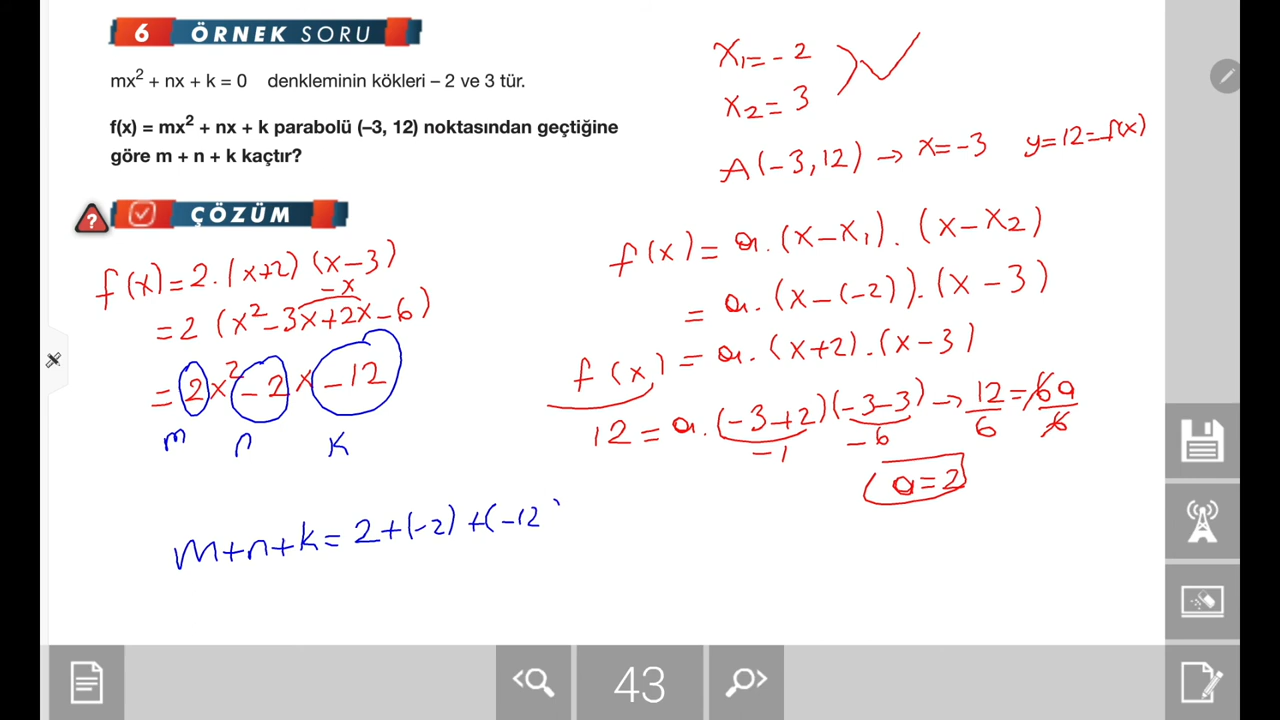 6 ÖRNEK SORU
mx² + nx + k = 0 denkleminin kökleri – 2 ve 3 tür.
f(x) = mx² + nx + k parabolü (–3, 12) noktasından geçtiğine
göre m + n + k kaçtır?
? ÇÖZÜM
f(x) = 2.(x+2)(x-3)
-x
= 2 (x² - 3x + 2x - 6)
= 2x² - 2x - 12
m n k
m+n+k = 2+(-2)+(-12)
x₁ = -2
x₂ = 3
A(-3,12) → x = -3 y = 12 = f(x)
f(x) = a.(x-x₁).(x-x₂)
= a.(x-(-2)).(x-3)
f(x) = a.(x+2).(x-3)
12 = a.(-3+2)(-3-3) → 12/6 = 6a/6
-1 -6
a = 2
43